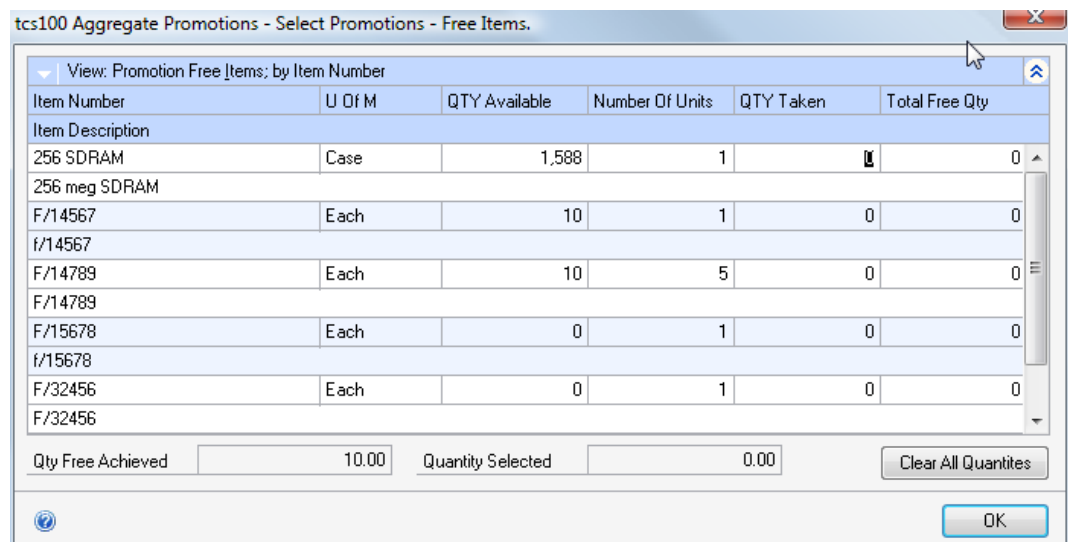 tcs100 Aggregate Promotions - Select Promotions - Free Items.
View: Promotion Free Items; by Item Number
Item Number U Of M QTY Available Number Of Units QTY Taken Total Free Qty
Item Description
256 SDRAM Case 1,588 1 0
256 meg SDRAM
F/14567 Each 10 1 0 0
f/14567
F/14789 Each 10 5 0 0
F/14789
F/15678 Each 0 1 0 0
f/15678
F/32456 Each 0 1 0 0
F/32456
Qty Free Achieved 10.00 Quantity Selected 0.00 Clear All Quantites
OK